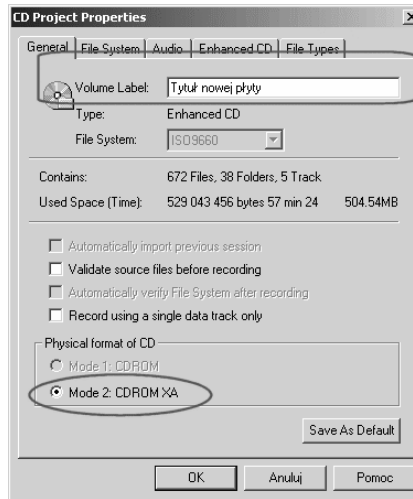 CD Project Properties
General File System Audio Enhanced CD File Types
Volume Label: Tytuł nowej płyty
Type: Enhanced CD
File System: ISO9660
Contains: 672 Files, 38 Folders, 5 Track
Used Space (Time): 529 043 456 bytes 57 min 24 504.54MB
Automatically import previous session
Validate source files before recording
Automatically verify File System after recording
Record using a single data track only
Physical format of CD
Mode 1: CDROM
Mode 2: CDROM XA
Save As Default
OK Anuluj Pomoc